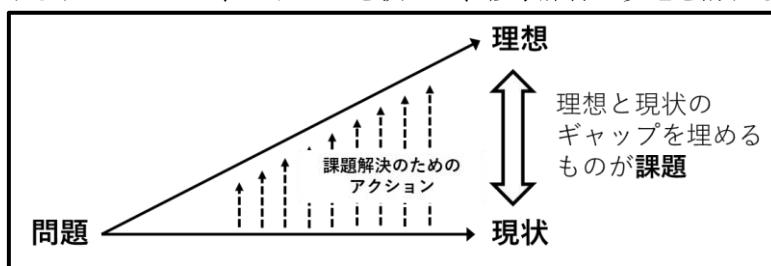 理想
理想と現状の
ギャップを埋める
ものが課題
課題解決のための
アクション
問題
現状